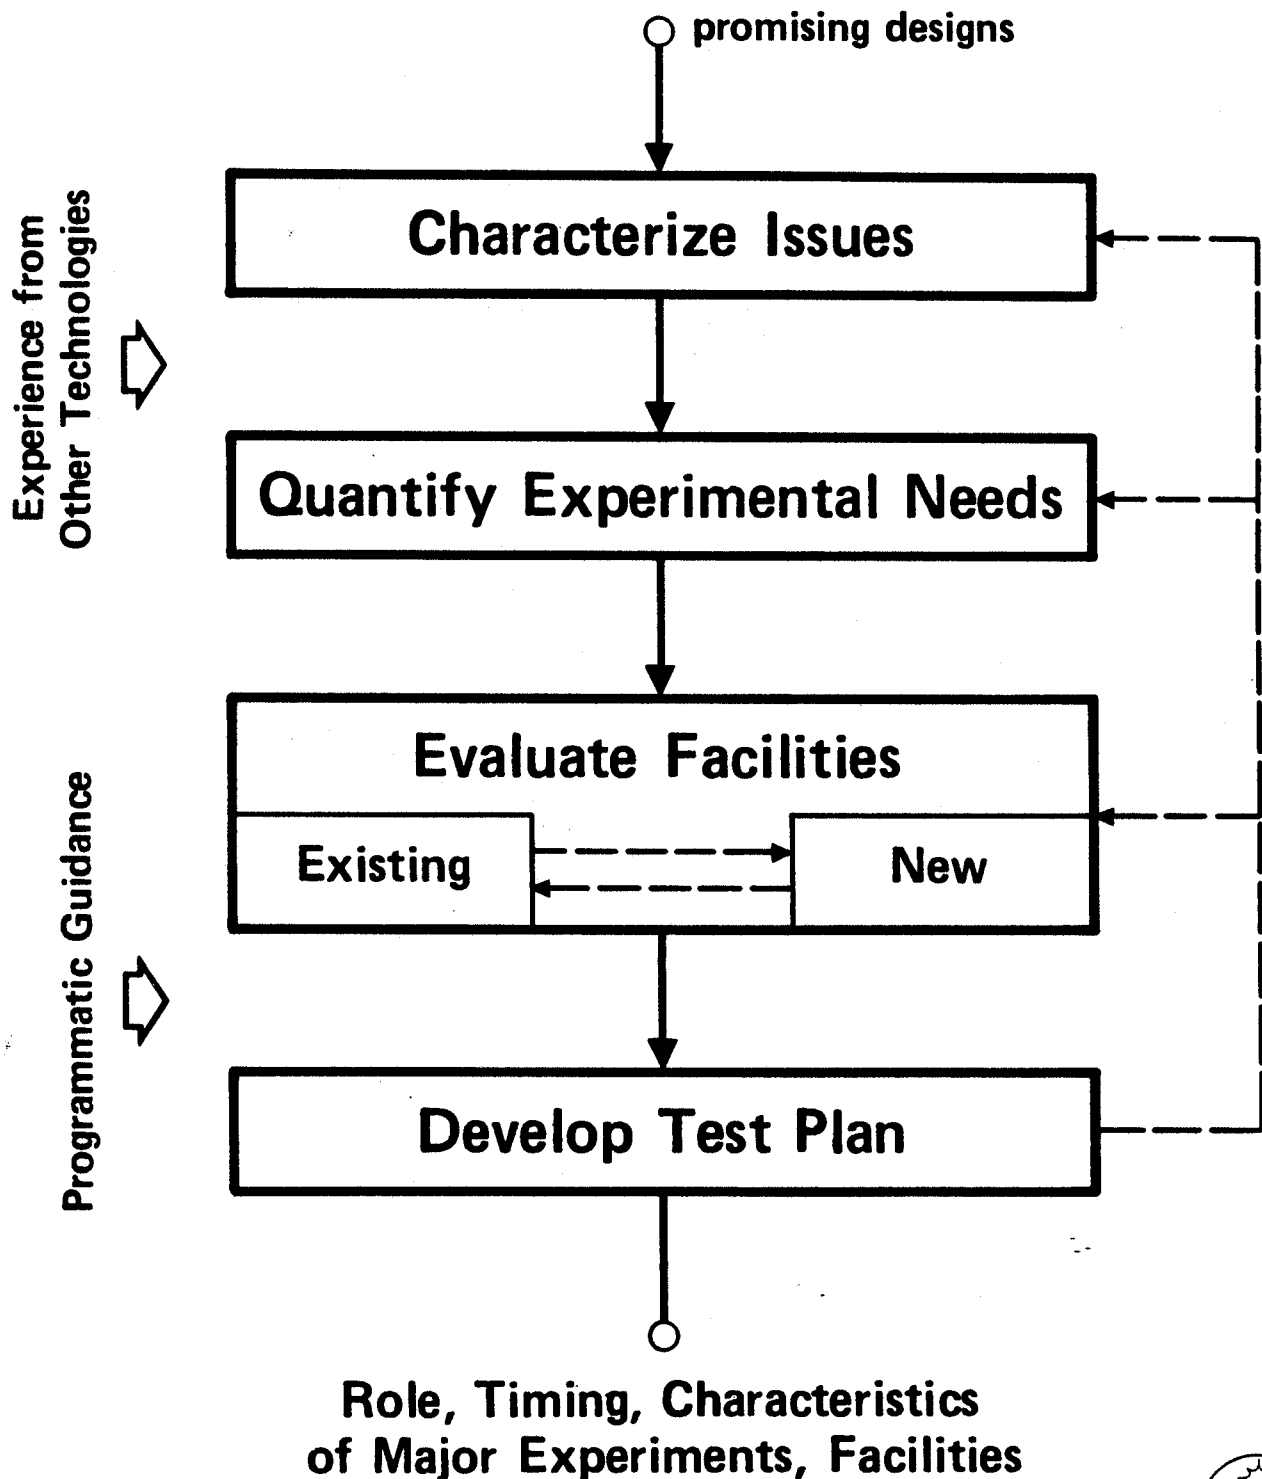 promising designs
Characterize Issues
Experience from
Other Technologies
Quantify Experimental Needs
Evaluate Facilities
Existing
New
Programmatic Guidance
Develop Test Plan
Role, Timing, Characteristics
of Major Experiments, Facilities